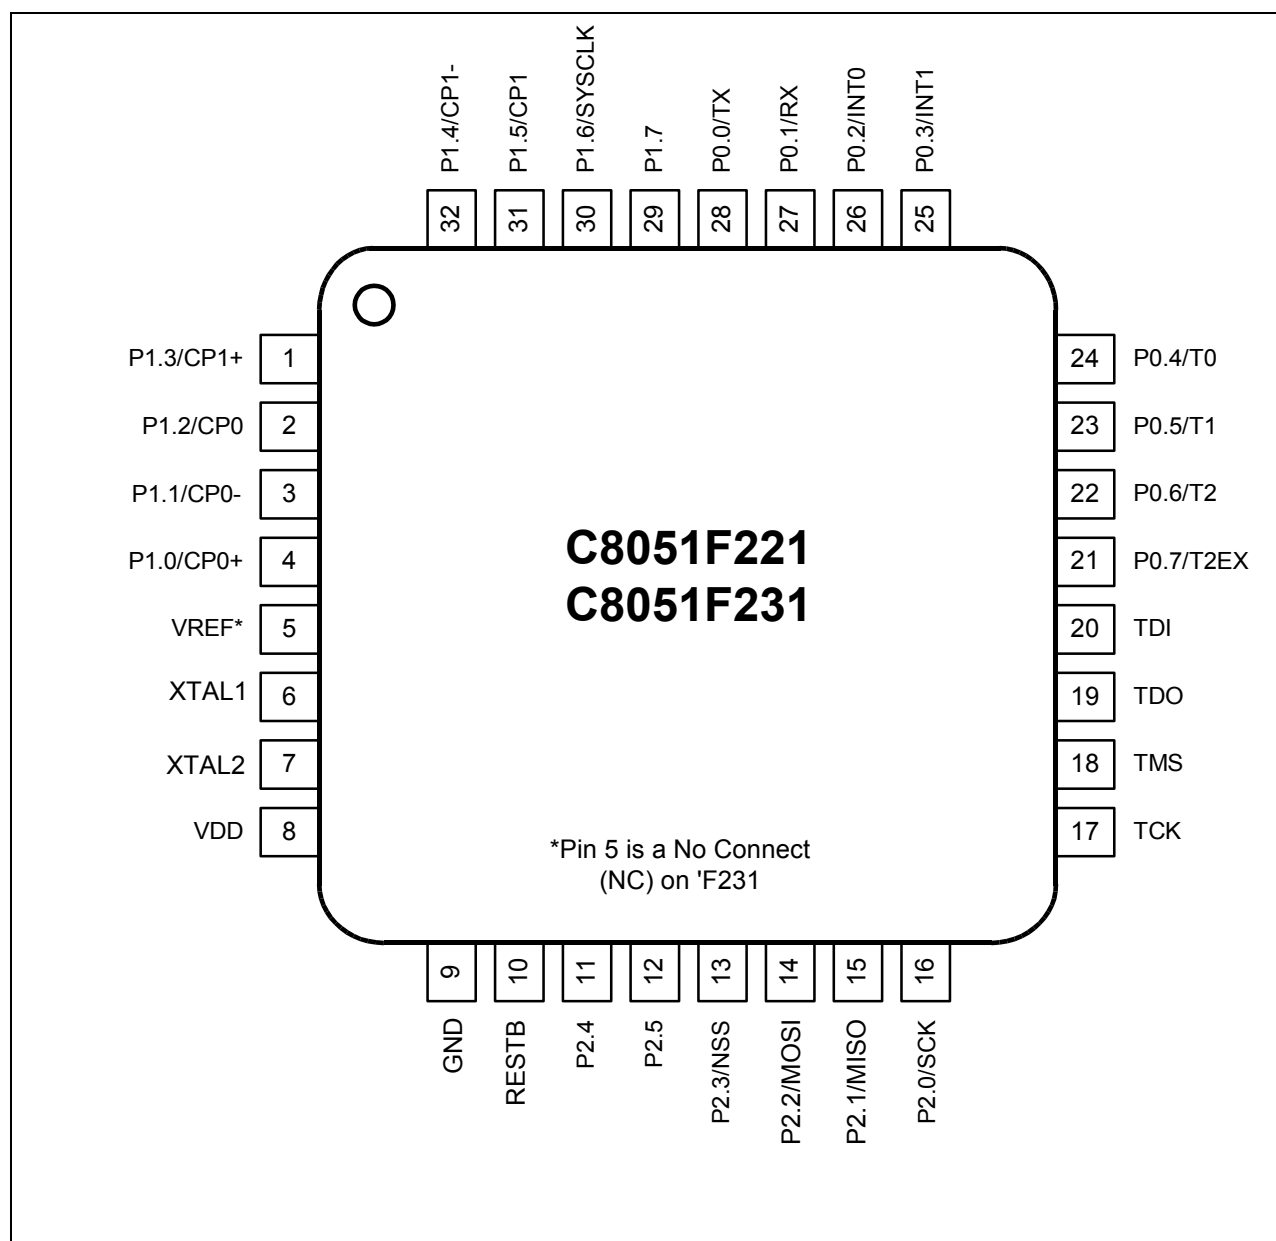 P1.4/CP1-
P1.5/CP1
P1.6/SYSCLK
P1.7
P0.0/TX
P0.1/RX
P0.2/INT0
P0.3/INT1
32
31
30
29
28
27
26
25
P1.3/CP1+ 1
P1.2/CP0 2
P1.1/CP0- 3
P1.0/CP0+ 4
VREF* 5
XTAL1 6
XTAL2 7
VDD 8
24 P0.4/T0
23 P0.5/T1
22 P0.6/T2
21 P0.7/T2EX
20 TDI
19 TDO
18 TMS
17 TCK
C8051F221
C8051F231
*Pin 5 is a No Connect
(NC) on 'F231
9
10
11
12
13
14
15
16
GND
RESTB
P2.4
P2.5
P2.3/NSS
P2.2/MOSI
P2.1/MISO
P2.0/SCK